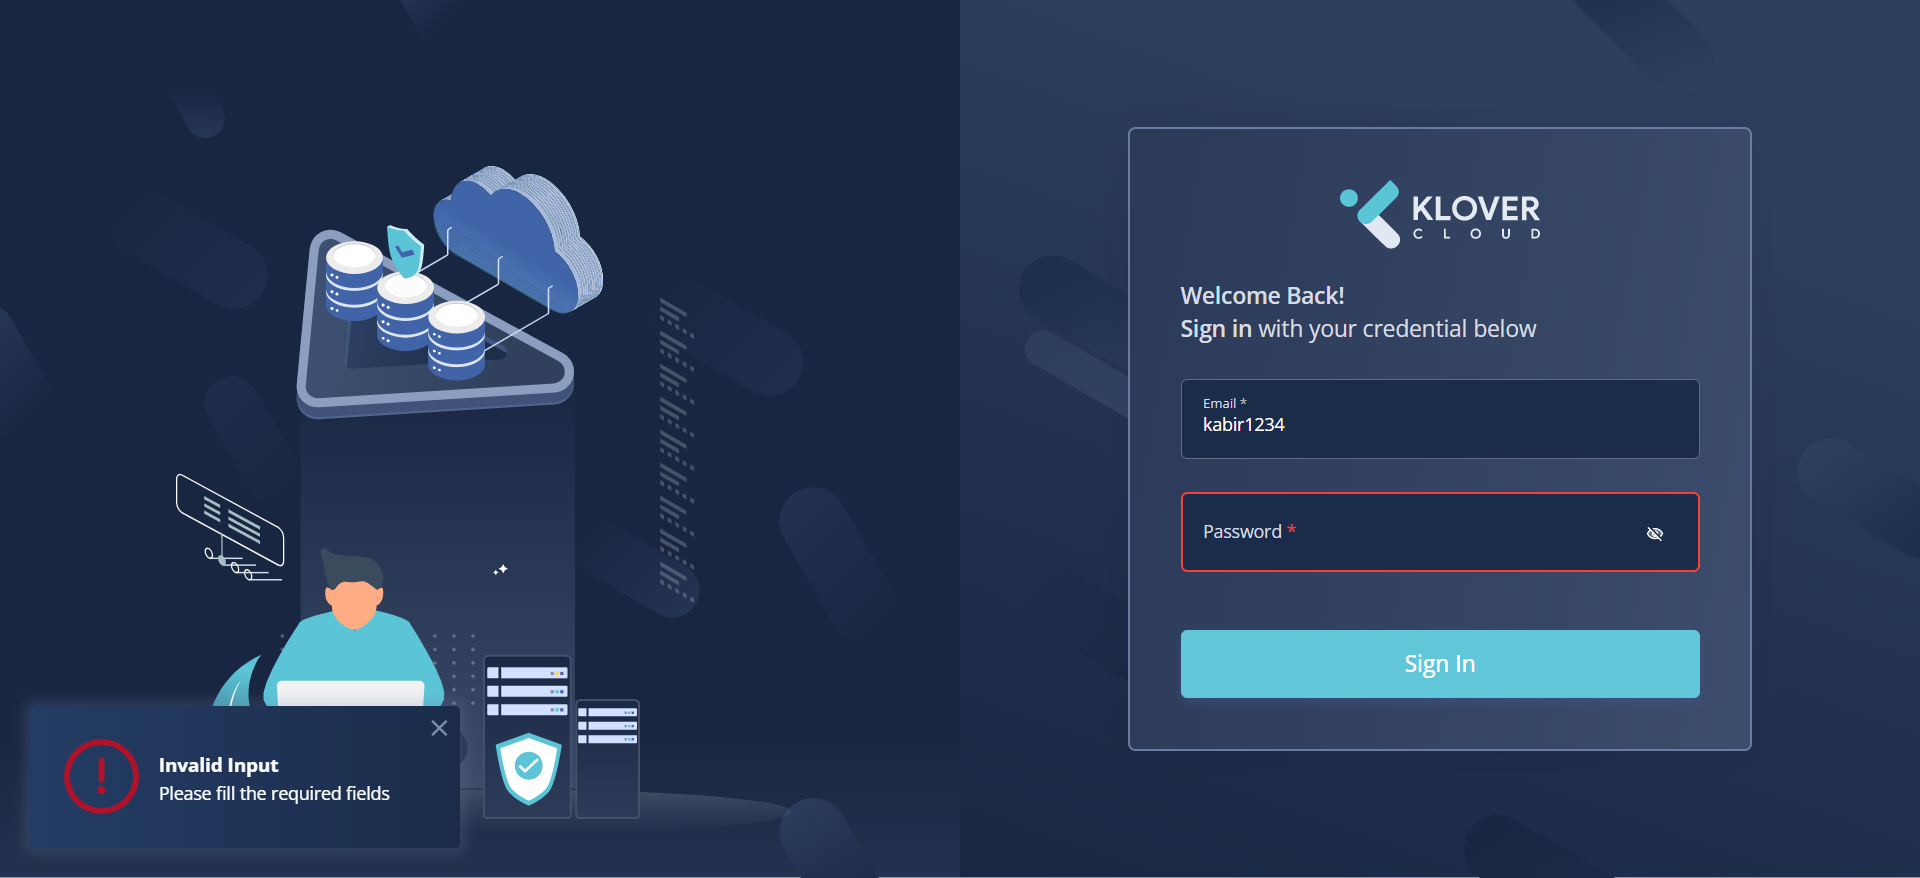 KLOVER
CLOUD
Welcome Back!
Sign in with your credential below
Email *
kabir1234
Password *
Sign In
Invalid Input
Please fill the required fields